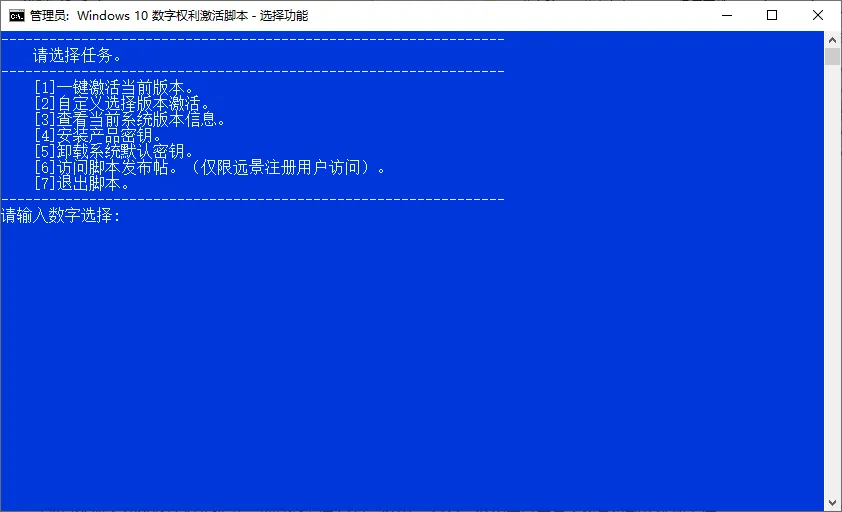 管理员: Windows 10 数字权利激活脚本 - 选择功能
---------------------------------------------------------------
请选择任务。
---------------------------------------------------------------
[1]一键激活当前版本。
[2]自定义选择版本激活。
[3]查看当前系统版本信息。
[4]安装产品密钥。
[5]卸载系统默认密钥。
[6]访问脚本发布帖。（仅限远景注册用户访问）。
[7]退出脚本。
---------------------------------------------------------------
请输入数字选择: